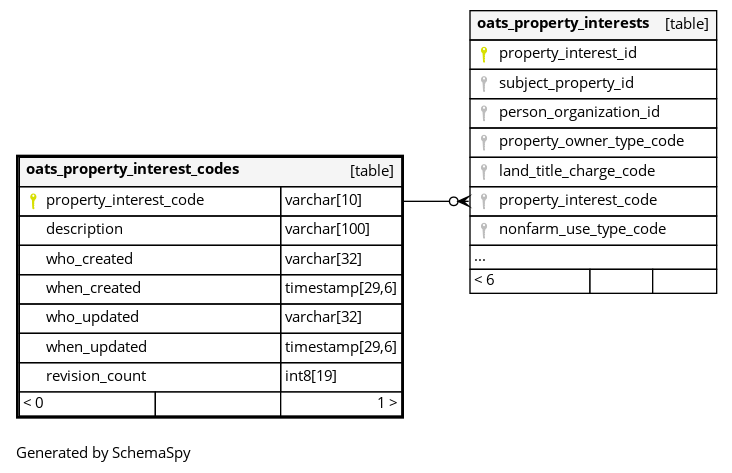 oats_property_interests [table]
property_interest_id
subject_property_id
person_organization_id
property_owner_type_code
land_title_charge_code
property_interest_code
nonfarm_use_type_code
...
< 6
oats_property_interest_codes [table]
property_interest_code varchar[10]
description varchar[100]
who_created varchar[32]
when_created timestamp[29,6]
who_updated varchar[32]
when_updated timestamp[29,6]
revision_count int8[19]
< 0 1 >
Generated by SchemaSpy